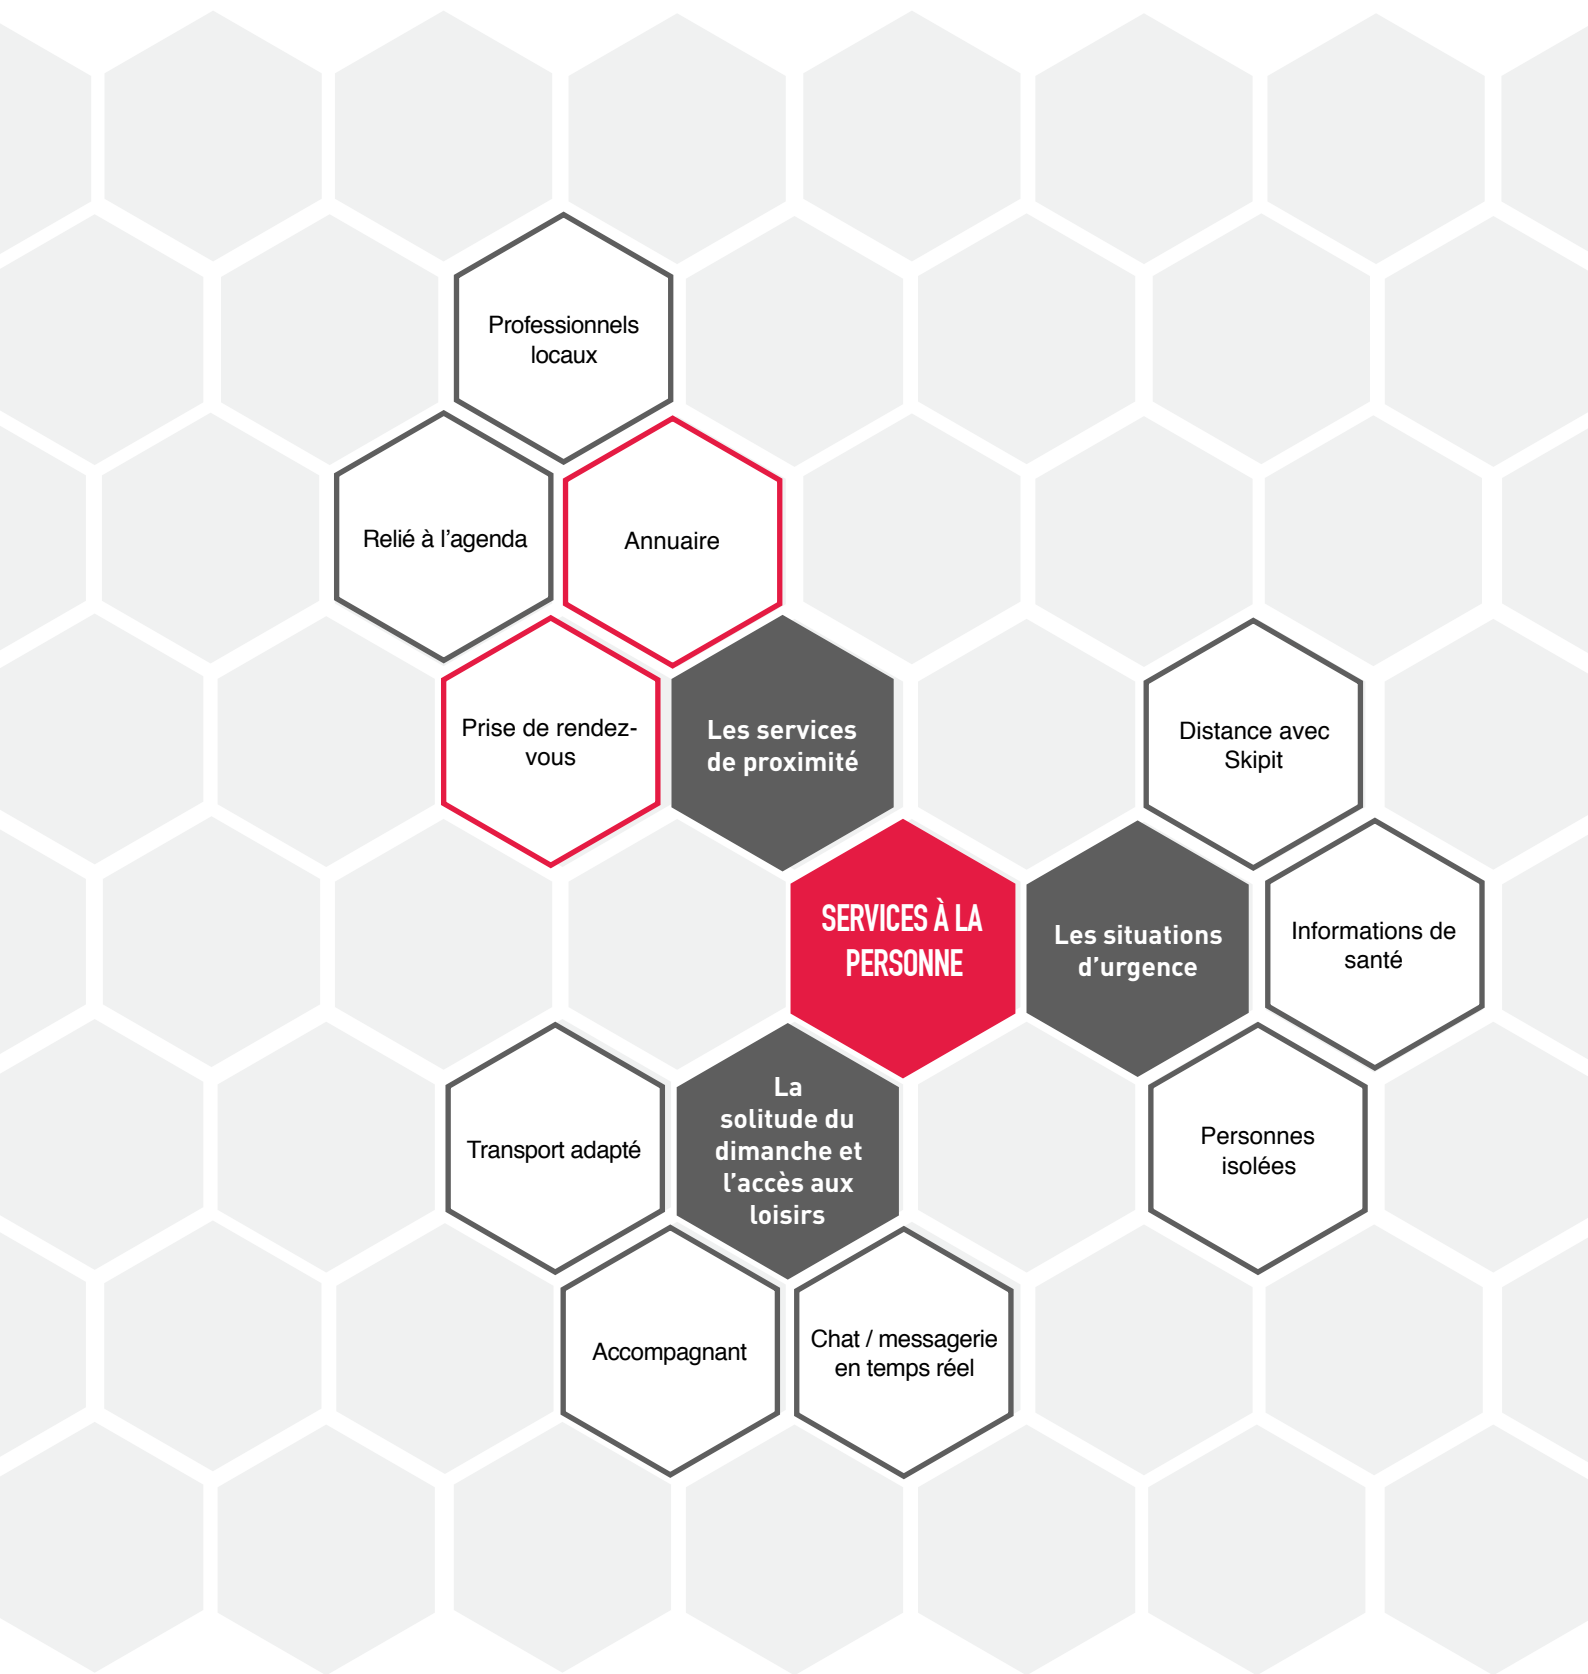 Professionnels
locaux
Relié à l’agenda
Annuaire
Prise de rendez-
vous
Les services
de proximité
Distance avec
Skipit
SERVICES À LA
PERSONNE
Les situations
d’urgence
Informations de
santé
La
solitude du
dimanche et
l’accès aux
loisirs
Transport adapté
Personnes
isolées
Accompagnant
Chat / messagerie
en temps réel